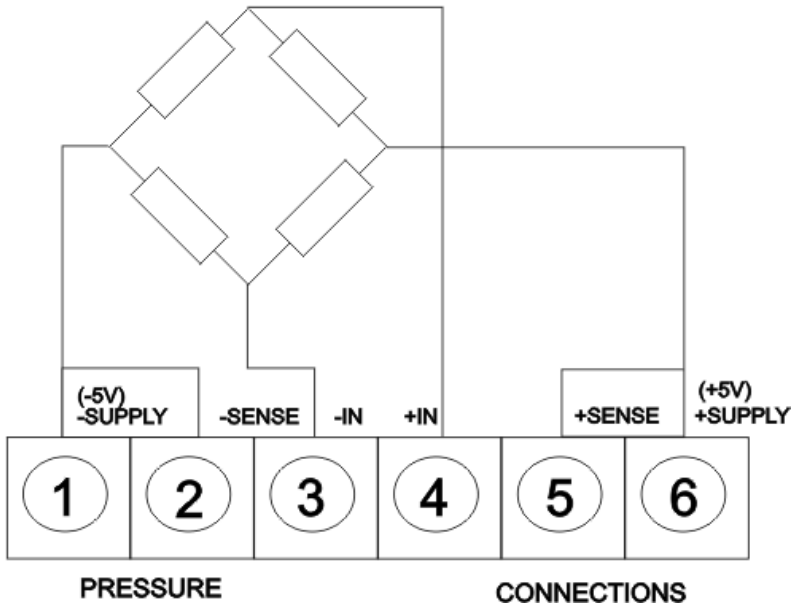 (-5V)
-SUPPLY
-SENSE
-IN
+IN
+SENSE
(+5V)
+SUPPLY
1
2
3
4
5
6
PRESSURE
CONNECTIONS